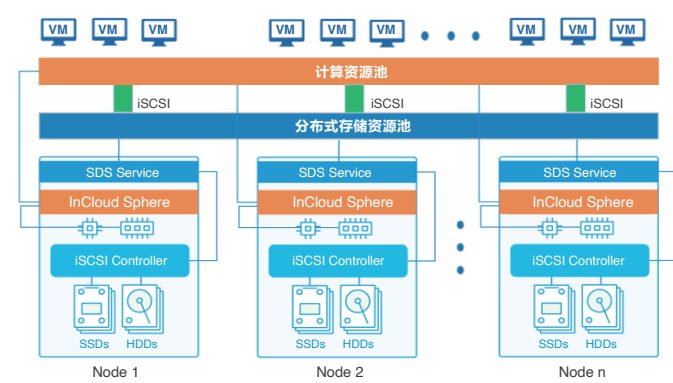 VM VM VM VM VM VM VM VM VM
计算资源池
iSCSI iSCSI iSCSI
分布式存储资源池
SDS Service SDS Service SDS Service
InCloud Sphere InCloud Sphere InCloud Sphere
iSCSI Controller iSCSI Controller iSCSI Controller
SSDs HDDs SSDs HDDs SSDs HDDs
Node 1 Node 2 Node n